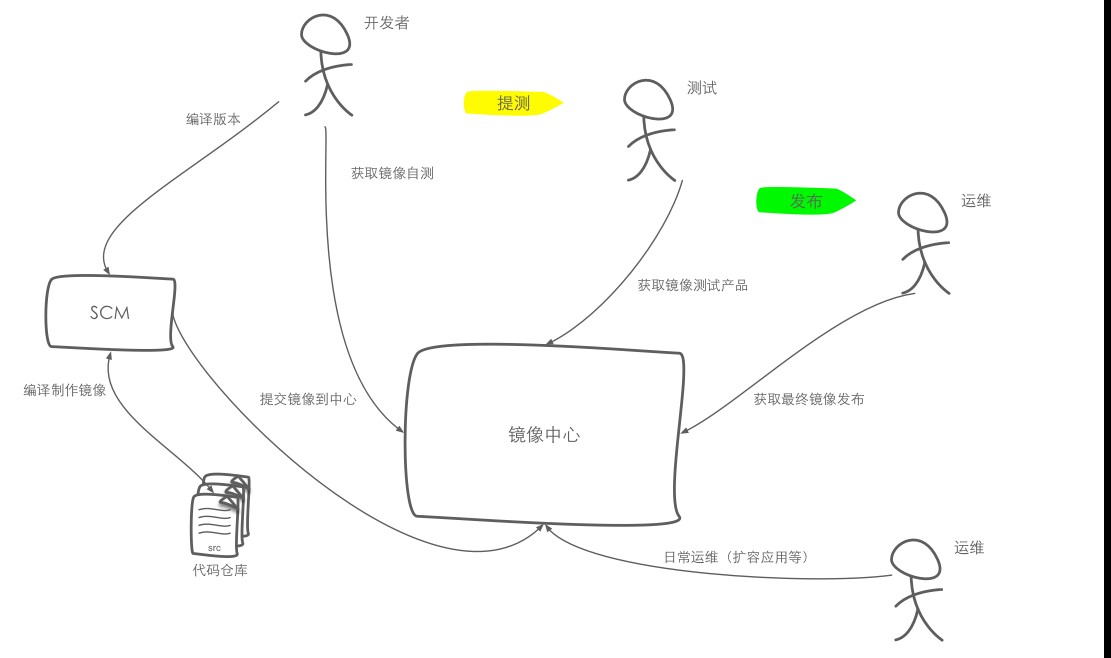 开发者
测试
提测
编译版本
获取镜像自测
发布
运维
获取镜像测试产品
SCM
编译制作镜像
提交镜像到中心
获取最终镜像发布
镜像中心
src
代码仓库
日常运维（扩容应用等）
运维